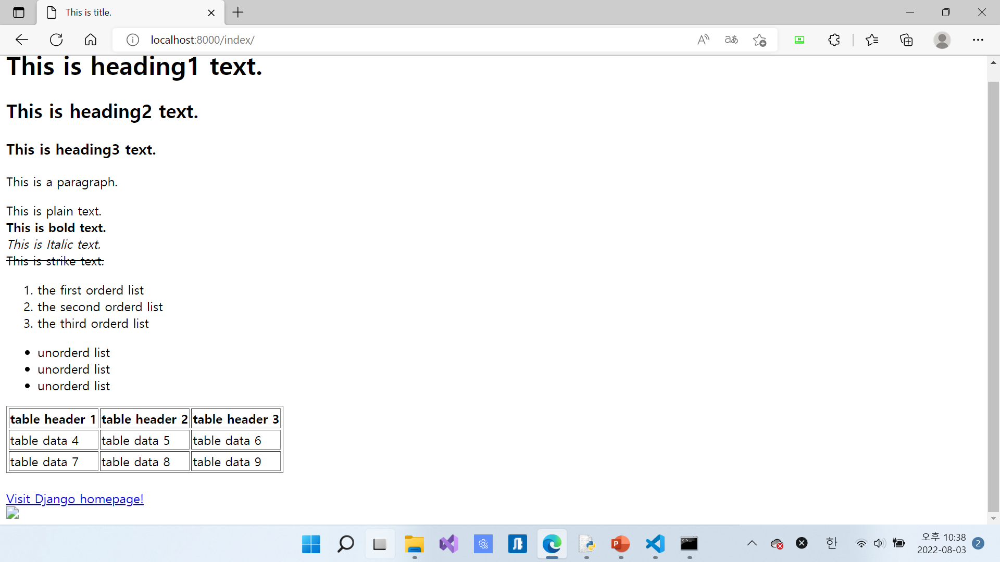 This is title.
localhost:8000/index/
This is heading1 text.
This is heading2 text.
This is heading3 text.
This is a paragraph.
This is plain text.
This is bold text.
This is Italic text.
This is strike text.
1. the first orderd list
2. the second orderd list
3. the third orderd list
• unorderd list
• unorderd list
• unorderd list
table header 1 table header 2 table header 3
table data 4 table data 5 table data 6
table data 7 table data 8 table data 9
Visit Django homepage!
한
오후 10:38
2022-08-03
2